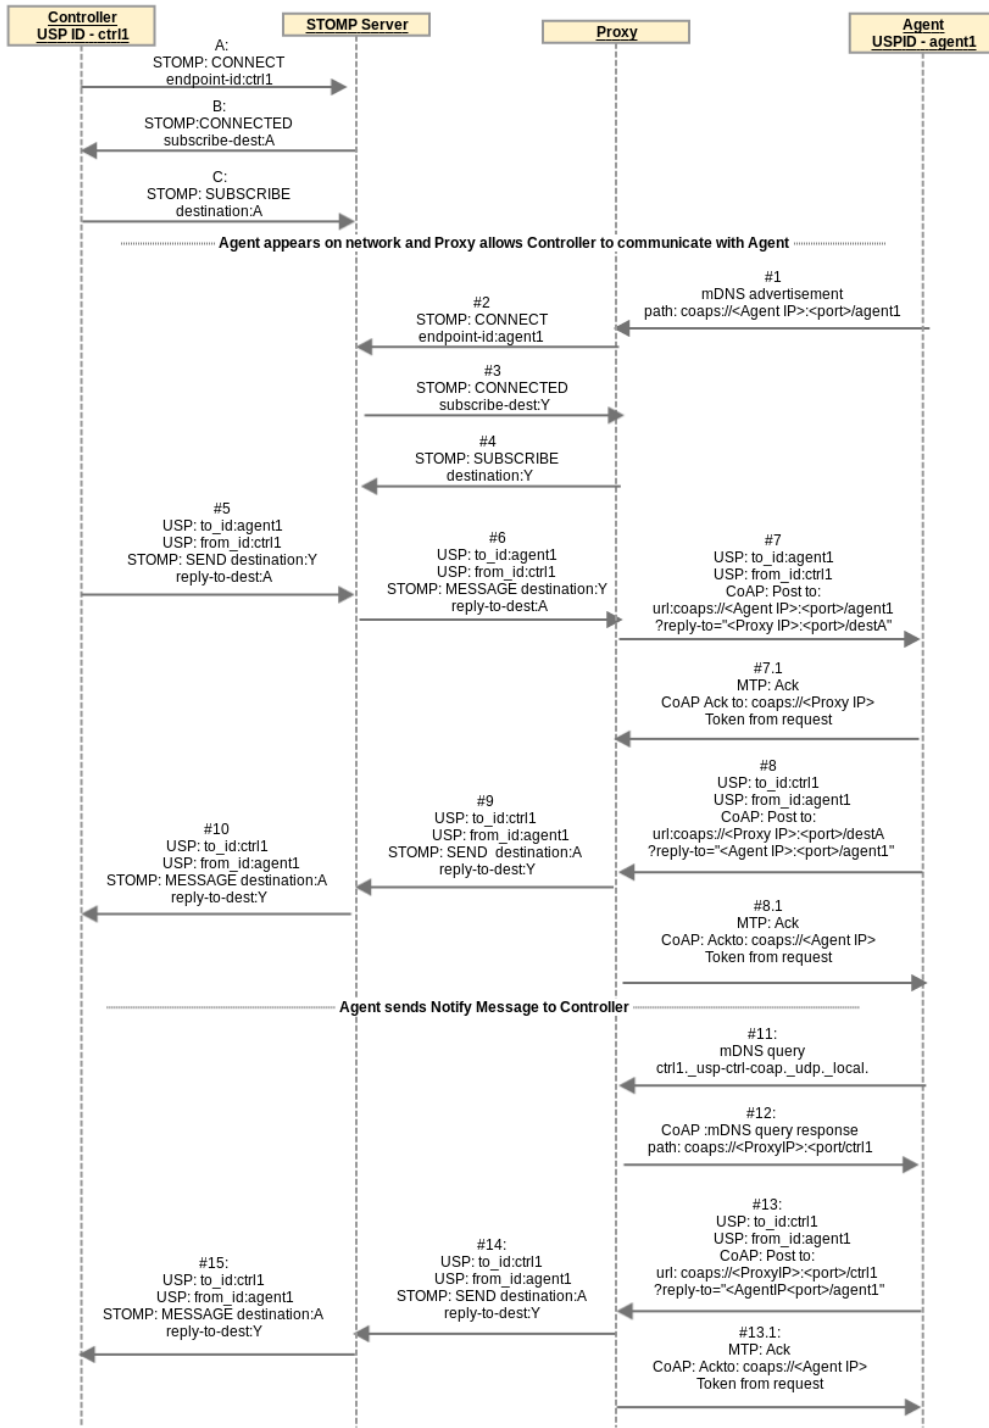 Controller
USP ID - ctrl1
STOMP Server
Proxy
Agent
USPID - agent1
A:
STOMP: CONNECT
endpoint-id:ctrl1
B:
STOMP:CONNECTED
subscribe-dest:A
C:
STOMP: SUBSCRIBE
destination:A
Agent appears on network and Proxy allows Controller to communicate with Agent
#1
mDNS advertisement
path: coaps://<Agent IP>:<port>/agent1
#2
STOMP: CONNECT
endpoint-id:agent1
#3
STOMP: CONNECTED
subscribe-dest:Y
#4
STOMP: SUBSCRIBE
destination:Y
#5
USP: to_id:agent1
USP: from_id:ctrl1
STOMP: SEND destination:Y
reply-to-dest:A
#6
USP: to_id:agent1
USP: from_id:ctrl1
STOMP: MESSAGE destination:Y
reply-to-dest:A
#7
USP: to_id:agent1
USP: from_id:ctrl1
CoAP: Post to:
url:coaps://<Agent IP>:<port>/agent1
?reply-to="<Proxy IP>:<port>/destA"
#7.1
MTP: Ack
CoAP Ack to: coaps://<Proxy IP>
Token from request
#8
USP: to_id:ctrl1
USP: from_id:agent1
CoAP: Post to:
url:coaps://<Proxy IP>:<port>/destA
?reply-to="<Agent IP>:<port>/agent1"
#9
USP: to_id:ctrl1
USP: from_id:agent1
STOMP: SEND destination:A
reply-to-dest:Y
#10
USP: to_id:ctrl1
USP: from_id:agent1
STOMP: MESSAGE destination:A
reply-to-dest:Y
#8.1
MTP: Ack
CoAP: Ackto: coaps://<Agent IP>
Token from request
Agent sends Notify Message to Controller
#11:
mDNS query
ctrl1._usp-ctrl-coap._udp._local.
#12:
CoAP :mDNS query response
path: coaps://<ProxyIP>:<port/ctrl1
#13:
USP: to_id:ctrl1
USP: from_id:agent1
CoAP: Post to:
url: coaps://<ProxyIP>:<port>/ctrl1
?reply-to="<AgentIP<port>/agent1"
#14:
USP: to_id:ctrl1
USP: from_id:agent1
STOMP: SEND destination:A
reply-to-dest:Y
#15:
USP: to_id:ctrl1
USP: from_id:agent1
STOMP: MESSAGE destination:A
reply-to-dest:Y
#13.1:
MTP: Ack
CoAP: Ackto: coaps://<Agent IP>
Token from request